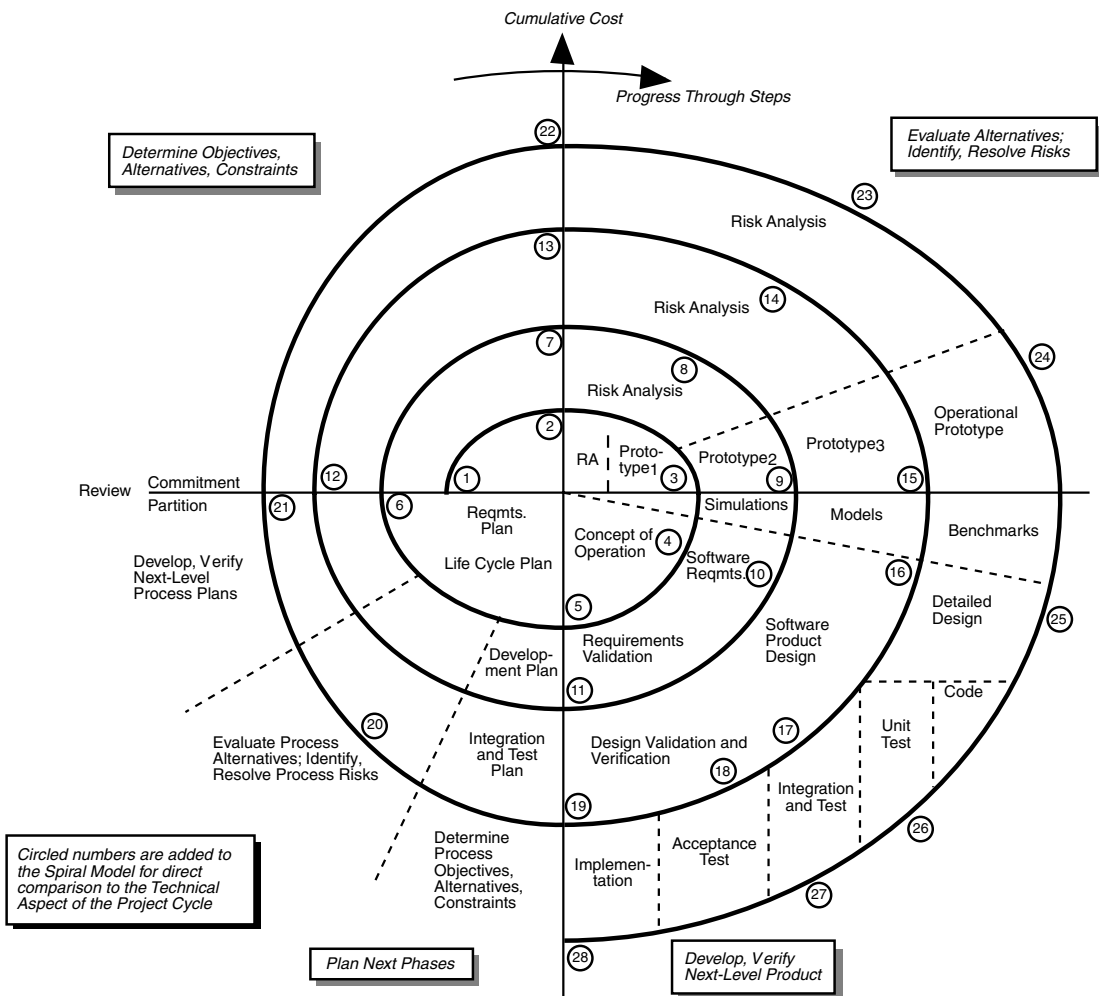 Cumulative Cost
Progress Through Steps
Determine Objectives,
Alternatives, Constraints
Evaluate Alternatives;
Identify, Resolve Risks
22
23
Risk Analysis
13
14
Risk Analysis
7
8
Risk Analysis
24
2
RA
Proto-
type1
3
Prototype2
9
Prototype3
15
Operational
Prototype
Review
Commitment
Partition
12
1
21
6
Reqmts.
Plan
Life Cycle Plan
Concept of
Operation
4
Simulations
Software
Reqmts.
10
Models
16
Benchmarks
Develop, Verify
Next-Level
Process Plans
5
Detailed
Design
25
Develop-
ment Plan
Requirements
Validation
Software
Product
Design
11
Code
Unit
Test
20
Evaluate Process
Alternatives; Identify,
Resolve Process Risks
Integration
and Test
Plan
Design Validation and
Verification
17
18
19
Integration
and Test
26
Determine
Process
Objectives,
Alternatives,
Constraints
Implemen-
tation
Acceptance
Test
27
28
Circled numbers are added to
the Spiral Model for direct
comparison to the Technical
Aspect of the Project Cycle
Plan Next Phases
Develop, Verify
Next-Level Product